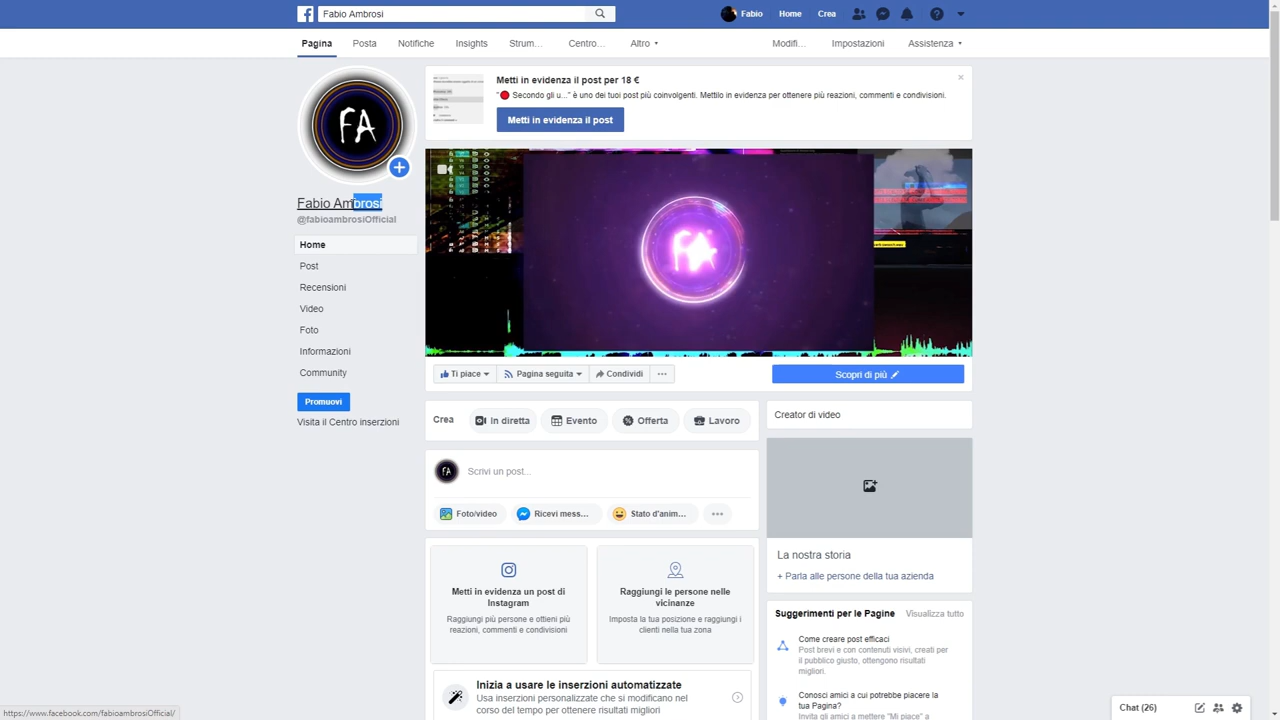 Fabio Ambrosi
Fabio
Home
Crea
Pagina
Posta
Notifiche
Insights
Strum...
Centro...
Altro
Modifi...
Impostazioni
Assistenza
FA
Fabio Ambrosi
@fabioambrosiOfficial
Home
Post
Recensioni
Video
Foto
Informazioni
Community
Promuovi
Visita il Centro inserzioni
Metti in evidenza il post per 18 €
"🔴 Secondo gli u..." è uno dei tuoi post più coinvolgenti. Mettilo in evidenza per ottenere più reazioni, commenti e condivisioni.
Metti in evidenza il post
FA
Ti piace
Pagina seguita
Condividi
Scopri di più
Crea
In diretta
Evento
Offerta
Lavoro
FA
Scrivi un post...
Foto/video
Ricevi mess...
Stato d'anim...
Metti in evidenza un post di
Instagram
Raggiungi più persone e ottieni più
reazioni, commenti e condivisioni
Raggiungi le persone nelle
vicinanze
Imposta la tua posizione e raggiungi i
clienti nella tua zona
Inizia a usare le inserzioni automatizzate
Usa inserzioni personalizzate che si modificano nel
corso del tempo per ottenere risultati migliori
Creator di video
La nostra storia
+ Parla alle persone della tua azienda
Suggerimenti per le Pagine
Visualizza tutto
Come creare post efficaci
Post brevi e con contenuti visivi, creati per
il pubblico giusto, ottengono risultati
migliori.
Conosci amici a cui potrebbe piacere la
tua Pagina?
Invita gli amici a mettere "Mi piace" a
Chat (26)
https://www.facebook.com/fabioambrosiOfficial/